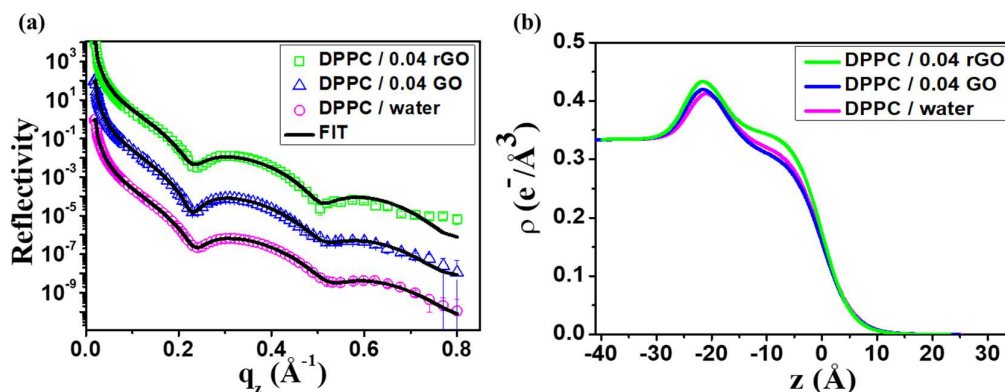 (a)
Reflectivity
10³
10¹
10⁻¹
10⁻³
10⁻⁵
10⁻⁷
10⁻⁹
DPPC / 0.04 rGO
DPPC / 0.04 GO
DPPC / water
FIT
0.0 0.2 0.4 0.6 0.8
q_z (Å⁻¹)
(b)
ρ (e⁻/Å³)
0.5
0.4
0.3
0.2
0.1
0.0
DPPC / 0.04 rGO
DPPC / 0.04 GO
DPPC / water
-40 -30 -20 -10 0 10 20 30
z (Å)